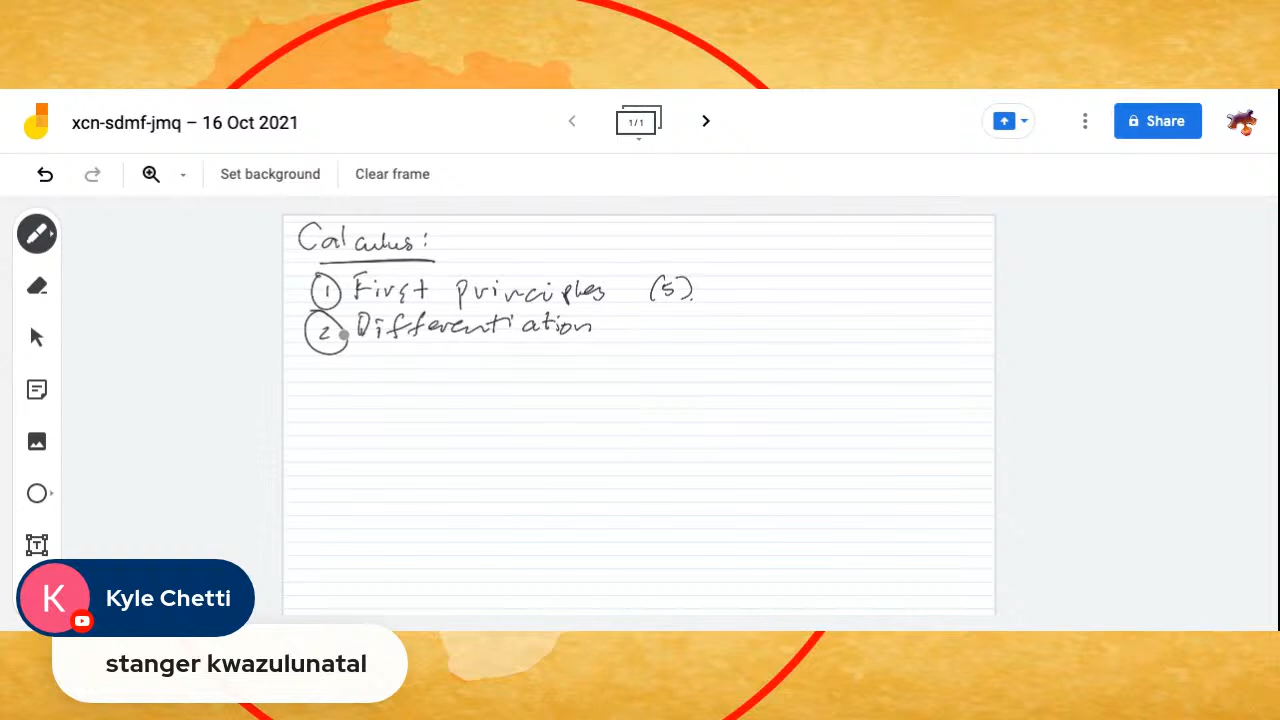 xcn-sdmf-jmq – 16 Oct 2021
1/1
Share
Set background
Clear frame
Calculus:
1 First principles (5).
2 Differentiation
T
K
Kyle Chetti
stanger kwazulunatal